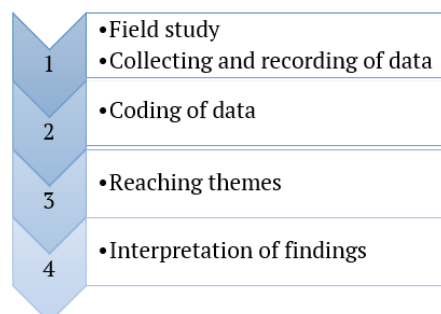 1
•Field study
•Collecting and recording of data
2
•Coding of data
3
•Reaching themes
4
•Interpretation of findings